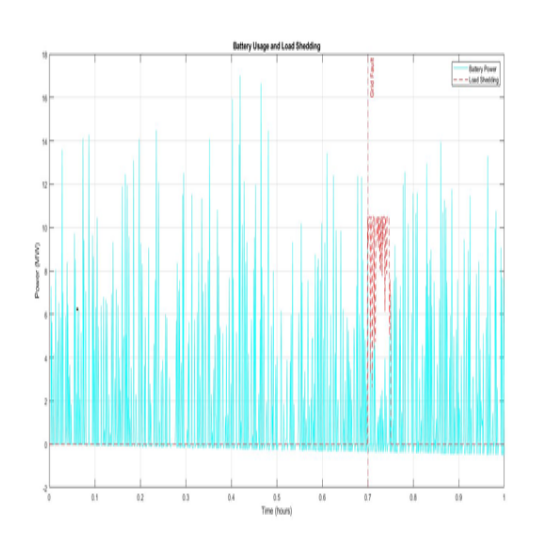 Battery Usage and Load Shedding
18
16
14
12
10
8
6
4
2
0
-2
Power (MW)
Battery Power
Load Shedding
Grid Fault
0 0.1 0.2 0.3 0.4 0.5 0.6 0.7 0.8 0.9 1
Time (hours)